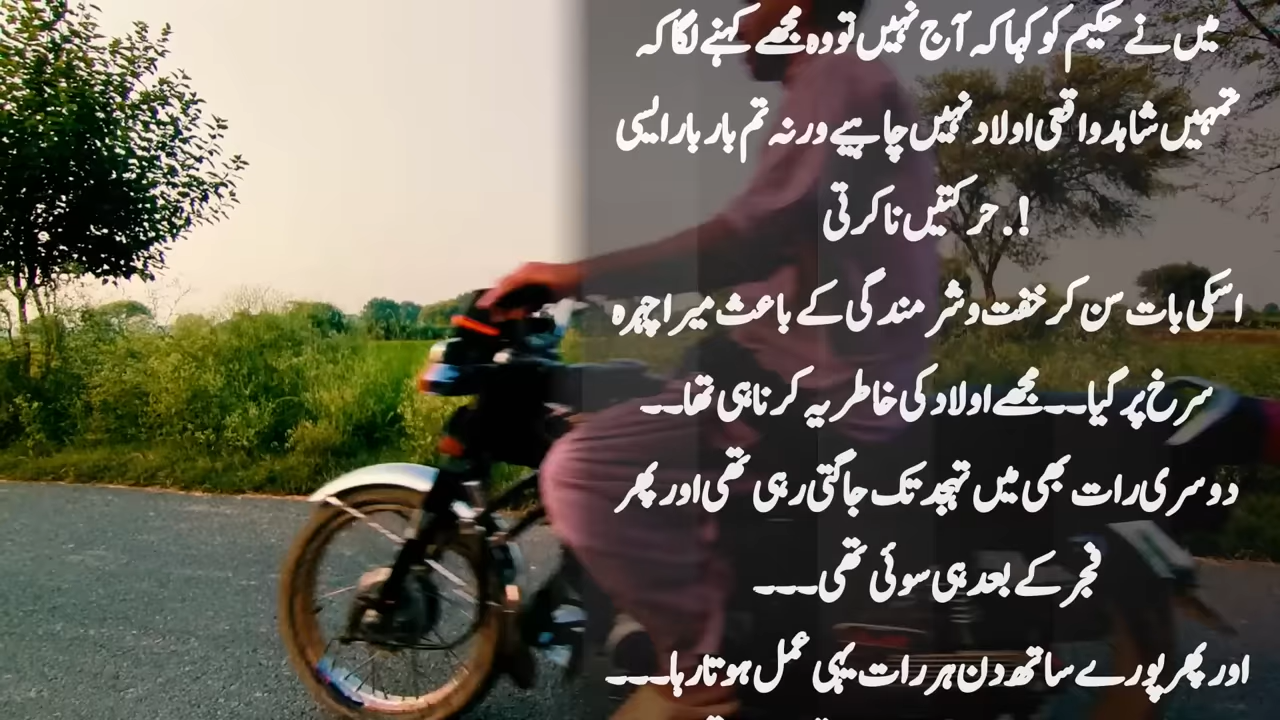 میں نے حکیم کو کہا کہ آج نہیں تو وہ مجھے کہنے لگا کہ
تمہیں شاہد واقعی اولاد نہیں چاہیے ورنہ تم بار بار ایسی
حرکتیں نا کرتی .!
اسکی بات سن کر خفت و شرمندگی کے باعث میرا چہرہ
سرخ پر گیا۔۔ مجھے اولاد کی خاطر یہ کرنا ہی تھا۔۔
دوسری رات بھی میں تہجد تک جاگتی رہی تھی اور پھر
فجر کے بعد ہی سوئی تھی۔۔۔
اور پھر پورے ساتھ دن ہر رات یہی عمل ہوتا رہا۔۔۔۔